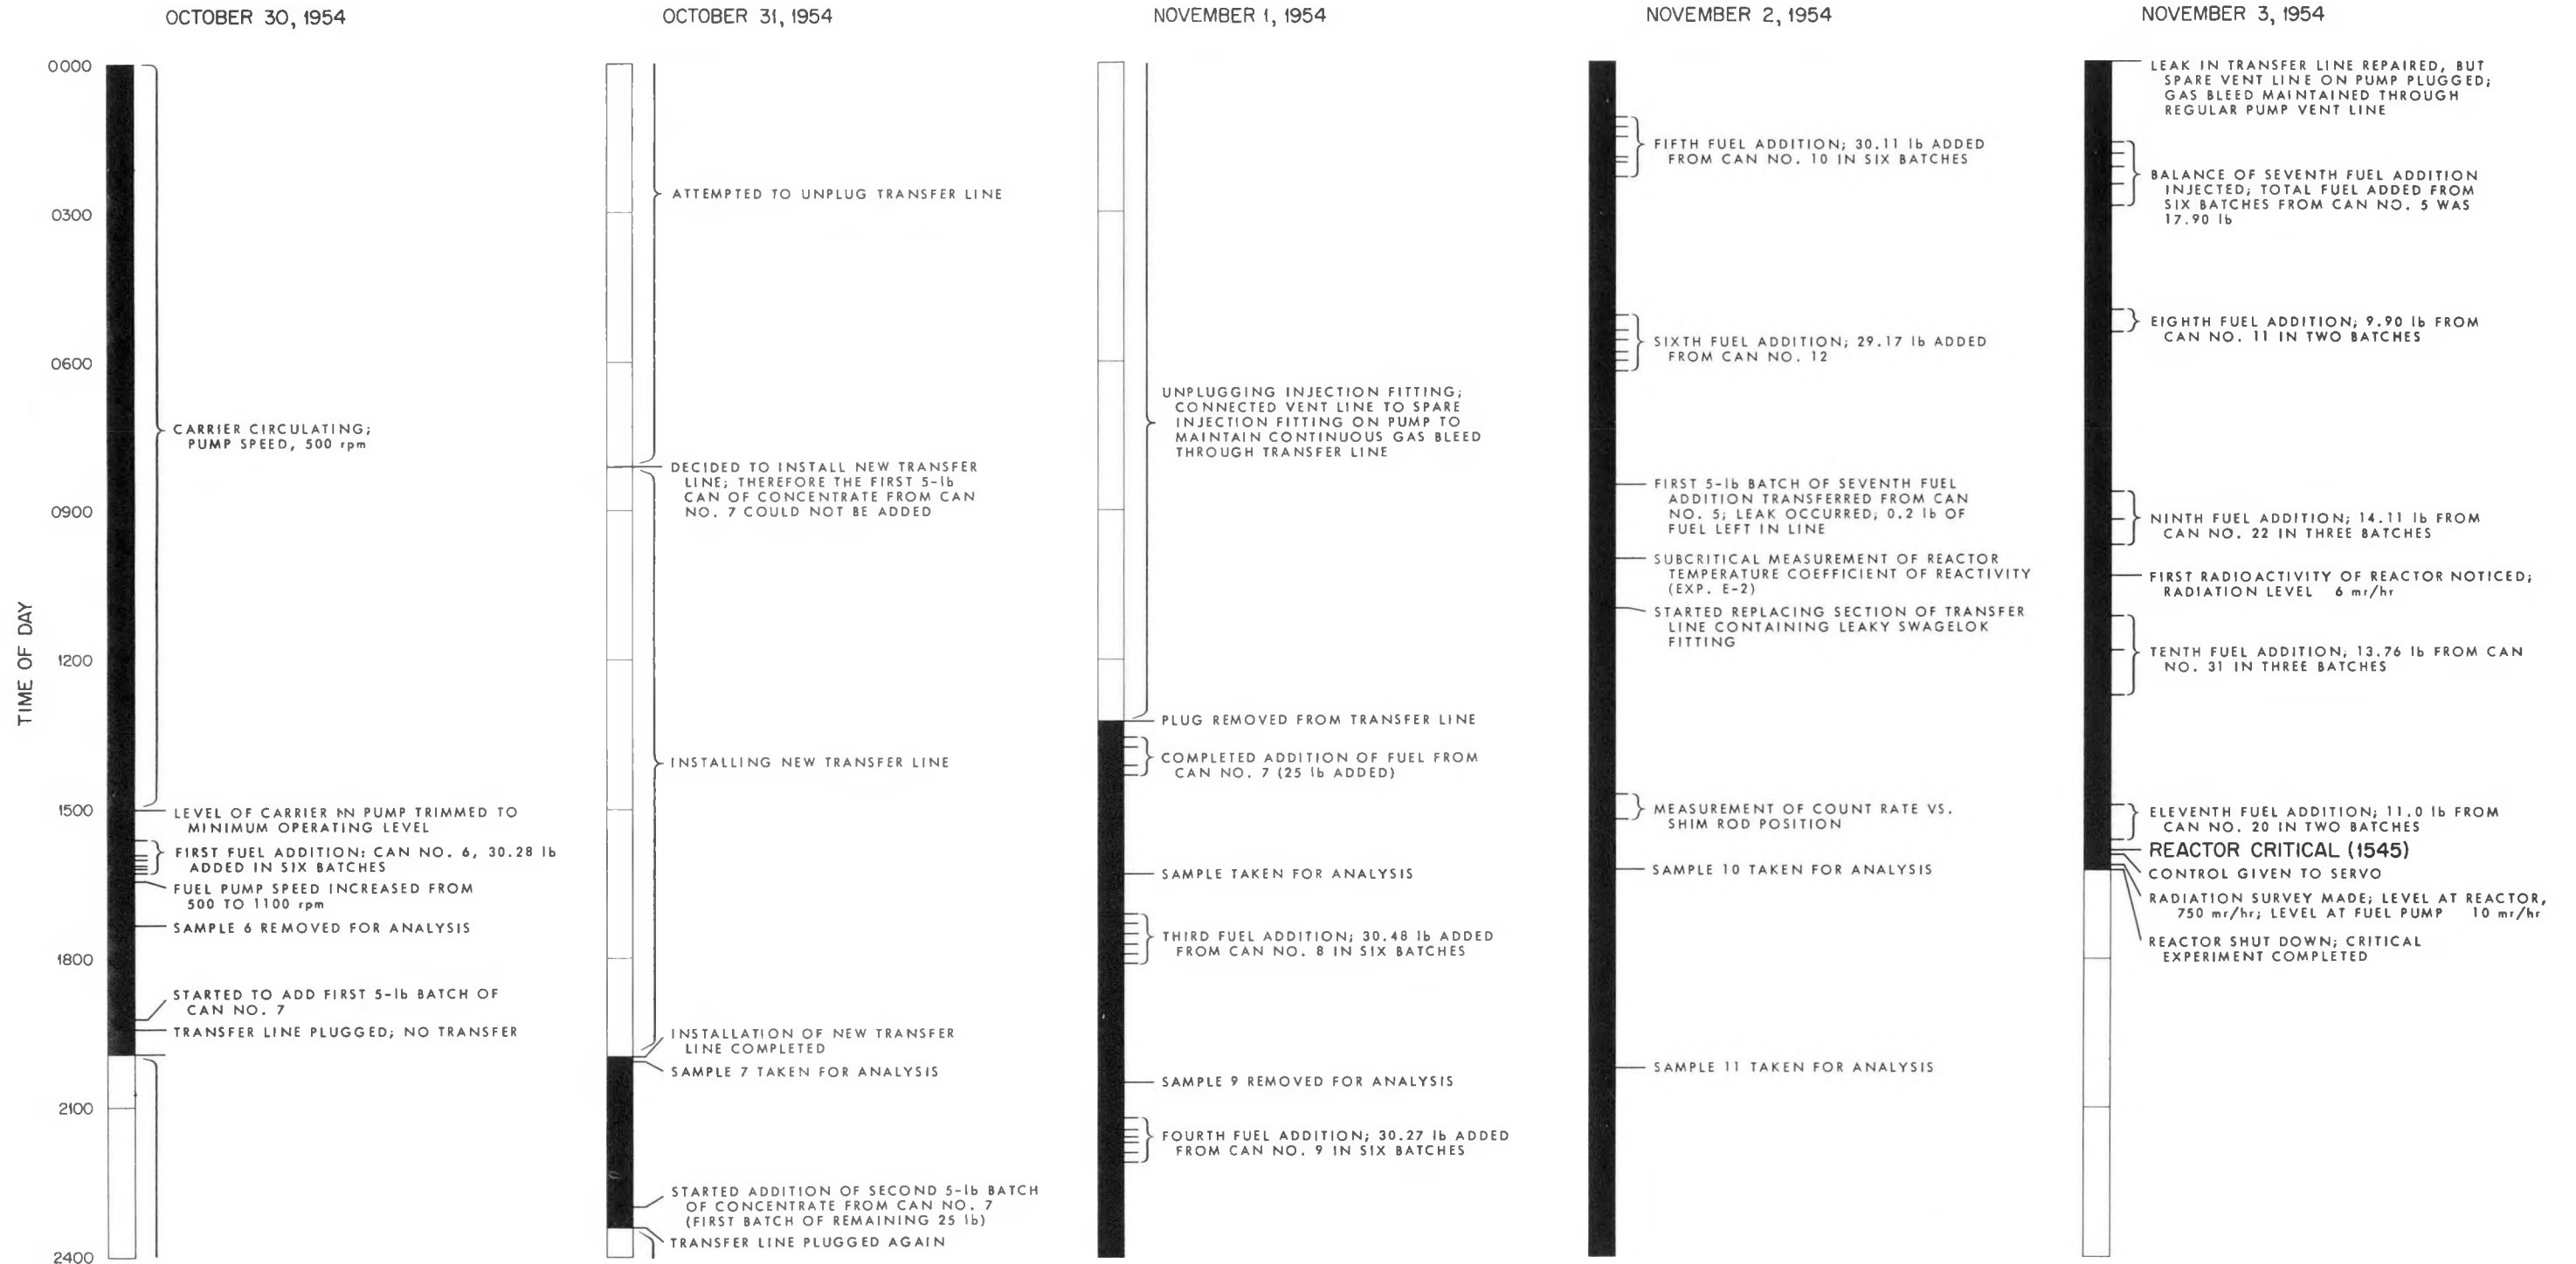 OCTOBER 30, 1954
OCTOBER 31, 1954
NOVEMBER 1, 1954
NOVEMBER 2, 1954
NOVEMBER 3, 1954
TIME OF DAY
0000
0300
0600
0900
1200
1500
1800
2100
2400
CARRIER CIRCULATING;
PUMP SPEED, 500 rpm
LEVEL OF CARRIER IN PUMP TRIMMED TO
MINIMUM OPERATING LEVEL
FIRST FUEL ADDITION: CAN NO. 6, 30.28 lb
ADDED IN SIX BATCHES
FUEL PUMP SPEED INCREASED FROM
500 TO 1100 rpm
SAMPLE 6 REMOVED FOR ANALYSIS
STARTED TO ADD FIRST 5-lb BATCH OF
CAN NO. 7
TRANSFER LINE PLUGGED; NO TRANSFER
ATTEMPTED TO UNPLUG TRANSFER LINE
DECIDED TO INSTALL NEW TRANSFER
LINE; THEREFORE THE FIRST 5-lb
CAN OF CONCENTRATE FROM CAN
NO. 7 COULD NOT BE ADDED
INSTALLING NEW TRANSFER LINE
INSTALLATION OF NEW TRANSFER
LINE COMPLETED
SAMPLE 7 TAKEN FOR ANALYSIS
STARTED ADDITION OF SECOND 5-lb BATCH
OF CONCENTRATE FROM CAN NO. 7
(FIRST BATCH OF REMAINING 25 lb)
TRANSFER LINE PLUGGED AGAIN
UNPLUGGING INJECTION FITTING;
CONNECTED VENT LINE TO SPARE
INJECTION FITTING ON PUMP TO
MAINTAIN CONTINUOUS GAS BLEED
THROUGH TRANSFER LINE
PLUG REMOVED FROM TRANSFER LINE
COMPLETED ADDITION OF FUEL FROM
CAN NO. 7 (25 lb ADDED)
SAMPLE TAKEN FOR ANALYSIS
THIRD FUEL ADDITION; 30.48 lb ADDED
FROM CAN NO. 8 IN SIX BATCHES
SAMPLE 9 REMOVED FOR ANALYSIS
FOURTH FUEL ADDITION; 30.27 lb ADDED
FROM CAN NO. 9 IN SIX BATCHES
FIFTH FUEL ADDITION; 30.11 lb ADDED
FROM CAN NO. 10 IN SIX BATCHES
SIXTH FUEL ADDITION; 29.17 lb ADDED
FROM CAN NO. 12
FIRST 5-lb BATCH OF SEVENTH FUEL
ADDITION TRANSFERRED FROM CAN
NO. 5; LEAK OCCURRED; 0.2 lb OF
FUEL LEFT IN LINE
SUBCRITICAL MEASUREMENT OF REACTOR
TEMPERATURE COEFFICIENT OF REACTIVITY
(EXP. E-2)
STARTED REPLACING SECTION OF TRANSFER
LINE CONTAINING LEAKY SWAGELOK
FITTING
MEASUREMENT OF COUNT RATE VS.
SHIM ROD POSITION
SAMPLE 10 TAKEN FOR ANALYSIS
SAMPLE 11 TAKEN FOR ANALYSIS
LEAK IN TRANSFER LINE REPAIRED, BUT
SPARE VENT LINE ON PUMP PLUGGED;
GAS BLEED MAINTAINED THROUGH
REGULAR PUMP VENT LINE
BALANCE OF SEVENTH FUEL ADDITION
INJECTED; TOTAL FUEL ADDED FROM
SIX BATCHES FROM CAN NO. 5 WAS
17.90 lb
EIGHTH FUEL ADDITION; 9.90 lb FROM
CAN NO. 11 IN TWO BATCHES
NINTH FUEL ADDITION; 14.11 lb FROM
CAN NO. 22 IN THREE BATCHES
FIRST RADIOACTIVITY OF REACTOR NOTICED;
RADIATION LEVEL 6 mr/hr
TENTH FUEL ADDITION, 13.76 lb FROM CAN
NO. 31 IN THREE BATCHES
ELEVENTH FUEL ADDITION; 11.0 lb FROM
CAN NO. 20 IN TWO BATCHES
REACTOR CRITICAL (1545)
CONTROL GIVEN TO SERVO
RADIATION SURVEY MADE; LEVEL AT REACTOR,
750 mr/hr; LEVEL AT FUEL PUMP 10 mr/hr
REACTOR SHUT DOWN; CRITICAL
EXPERIMENT COMPLETED